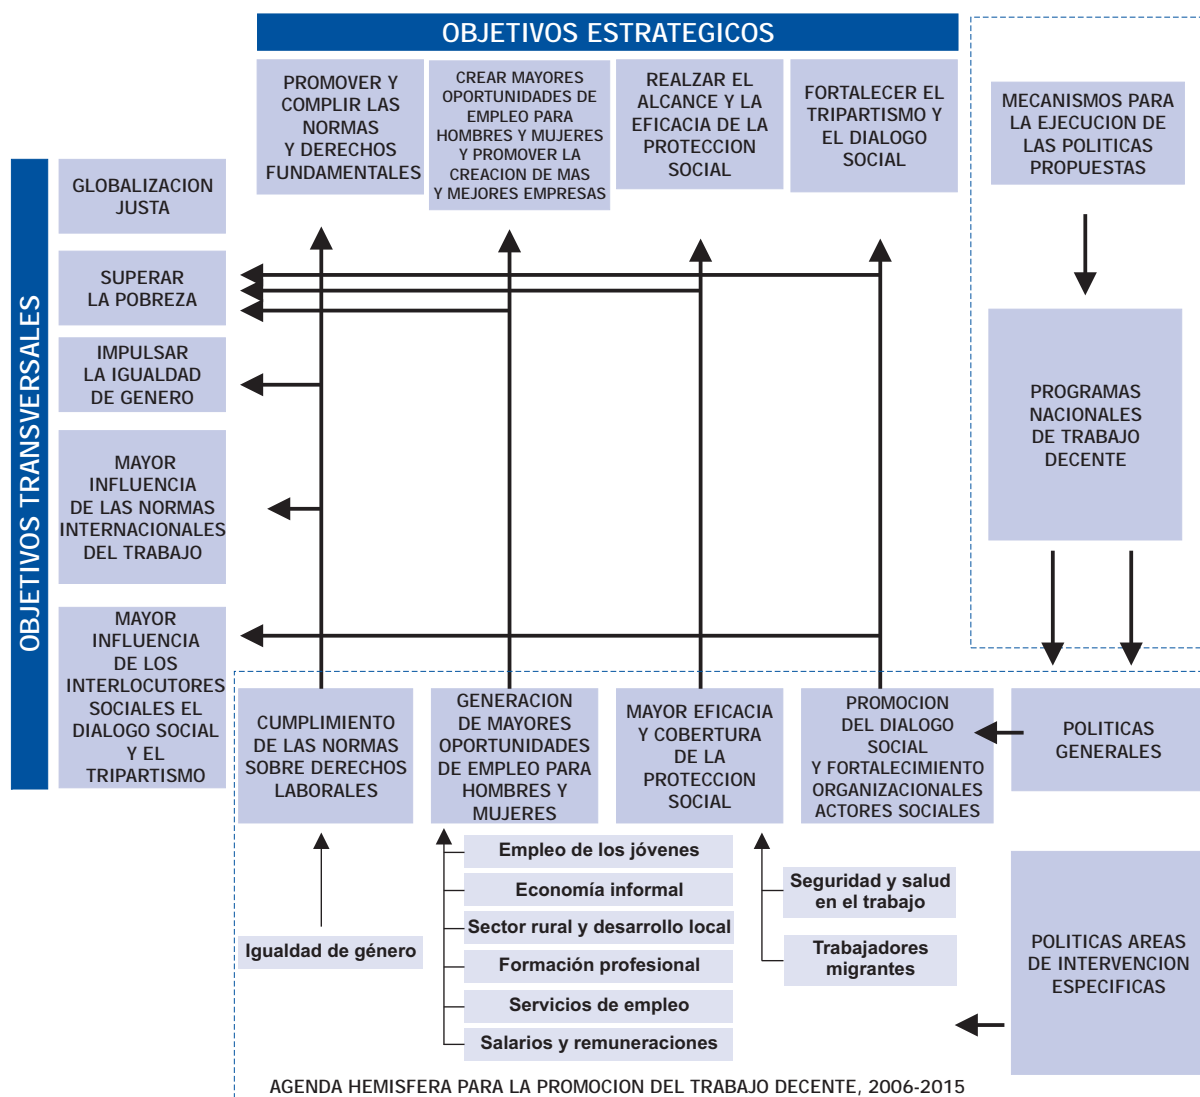 OBJETIVOS ESTRATEGICOS
PROMOVER Y
COMPLIR LAS
NORMAS
Y DERECHOS
FUNDAMENTALES
CREAR MAYORES
OPORTUNIDADES DE
EMPLEO PARA
HOMBRES Y MUJERES
Y PROMOVER LA
CREACION DE MAS
Y MEJORES EMPRESAS
REALZAR EL
ALCANCE Y LA
EFICACIA DE LA
PROTECCION
SOCIAL
FORTALECER EL
TRIPARTISMO Y
EL DIALOGO
SOCIAL
MECANISMOS PARA
LA EJECUCION DE
LAS POLITICAS
PROPUESTAS
OBJETIVOS TRANSVERSALES
GLOBALIZACION
JUSTA
SUPERAR
LA POBREZA
IMPULSAR
LA IGUALDAD
DE GENERO
MAYOR
INFLUENCIA
DE LAS NORMAS
INTERNACIONALES
DEL TRABAJO
MAYOR
INFLUENCIA
DE LOS
INTERLOCUTORES
SOCIALES EL
DIALOGO SOCIAL
Y EL
TRIPARTISMO
PROGRAMAS
NACIONALES
DE TRABAJO
DECENTE
CUMPLIMIENTO
DE LAS NORMAS
SOBRE DERECHOS
LABORALES
GENERACION
DE MAYORES
OPORTUNIDADES
DE EMPLEO PARA
HOMBRES Y
MUJERES
MAYOR EFICACIA
Y COBERTURA
DE LA
PROTECCION
SOCIAL
PROMOCION
DEL DIALOGO
SOCIAL
Y FORTALECIMIENTO
ORGANIZACIONALES
ACTORES SOCIALES
POLITICAS
GENERALES
Igualdad de género
Empleo de los jóvenes
Economía informal
Sector rural y desarrollo local
Formación profesional
Servicios de empleo
Salarios y remuneraciones
Seguridad y salud
en el trabajo
Trabajadores
migrantes
POLITICAS AREAS
DE INTERVENCION
ESPECIFICAS
AGENDA HEMISFERA PARA LA PROMOCION DEL TRABAJO DECENTE, 2006-2015